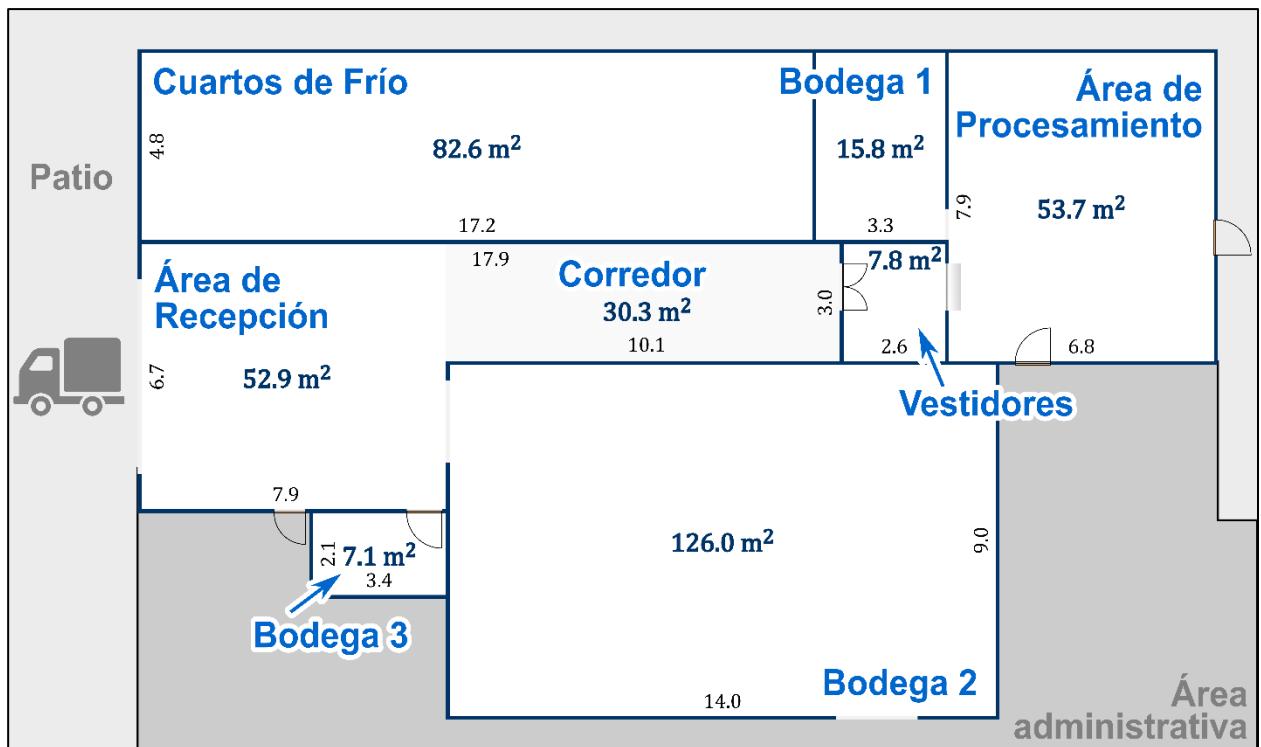 Cuartos de Frío
82.6 m²
4.8
17.2
Bodega 1
15.8 m²
3.3
Área de
Procesamiento
53.7 m²
7.9
6.8
Patio
Área de
Recepción
52.9 m²
6.7
7.9
17.9
Corredor
30.3 m²
10.1
3.0
7.8 m²
2.6
Vestidores
126.0 m²
9.0
14.0
Bodega 2
2.1
7.1 m²
3.4
Bodega 3
Área
administrativa